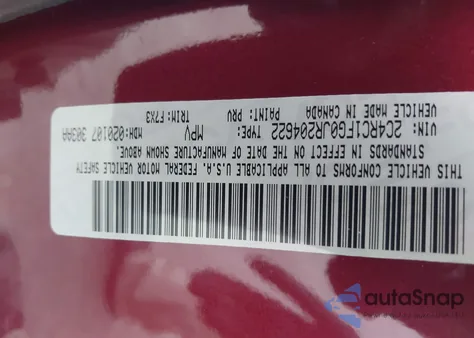 THIS VEHICLE CONFORMS TO ALL APPLICABLE U.S.A. FEDERAL MOTOR VEHICLE SAFETY
STANDARDS IN EFFECT ON THE DATE OF MANUFACTURE SHOWN ABOVE.
VIN: 2C4RC1FG0JR204622 TYPE: MPV MDH:020107 303AA
VEHICLE MADE IN CANADA PAINT: PRV TRIM: F7X3
autoSnap